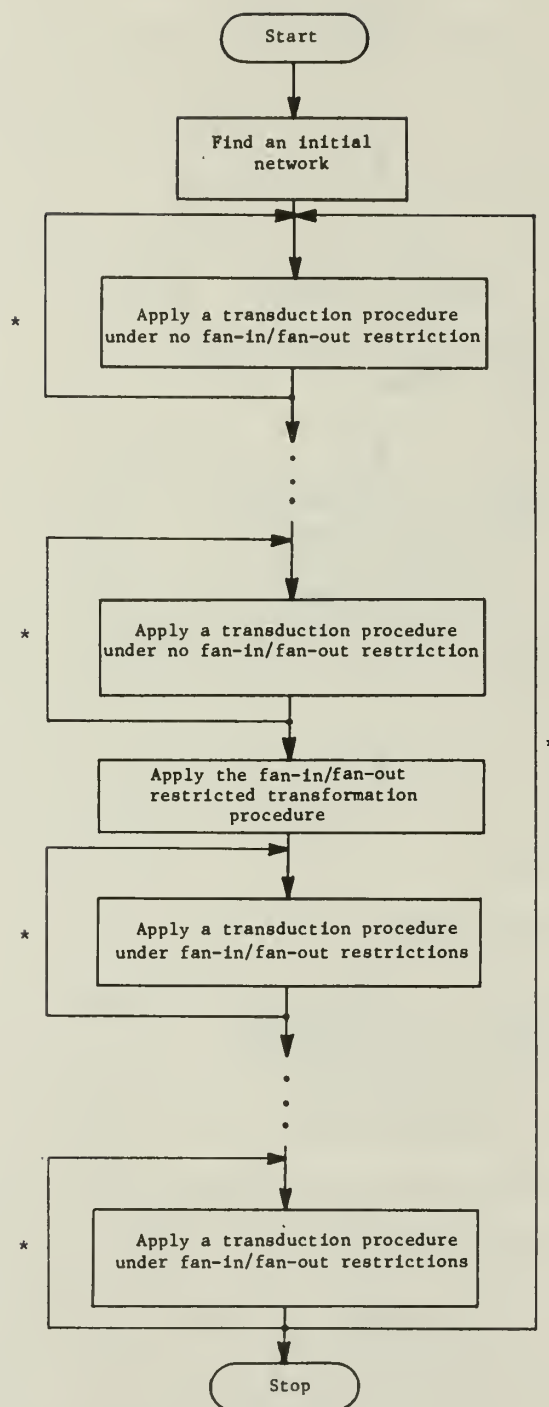 Start
Find an initial
network
*
Apply a transduction procedure
under no fan-in/fan-out restriction
*
Apply a transduction procedure
under no fan-in/fan-out restriction
*
Apply the fan-in/fan-out
restricted transformation
procedure
*
Apply a transduction procedure
under fan-in/fan-out restrictions
*
Apply a transduction procedure
under fan-in/fan-out restrictions
Stop